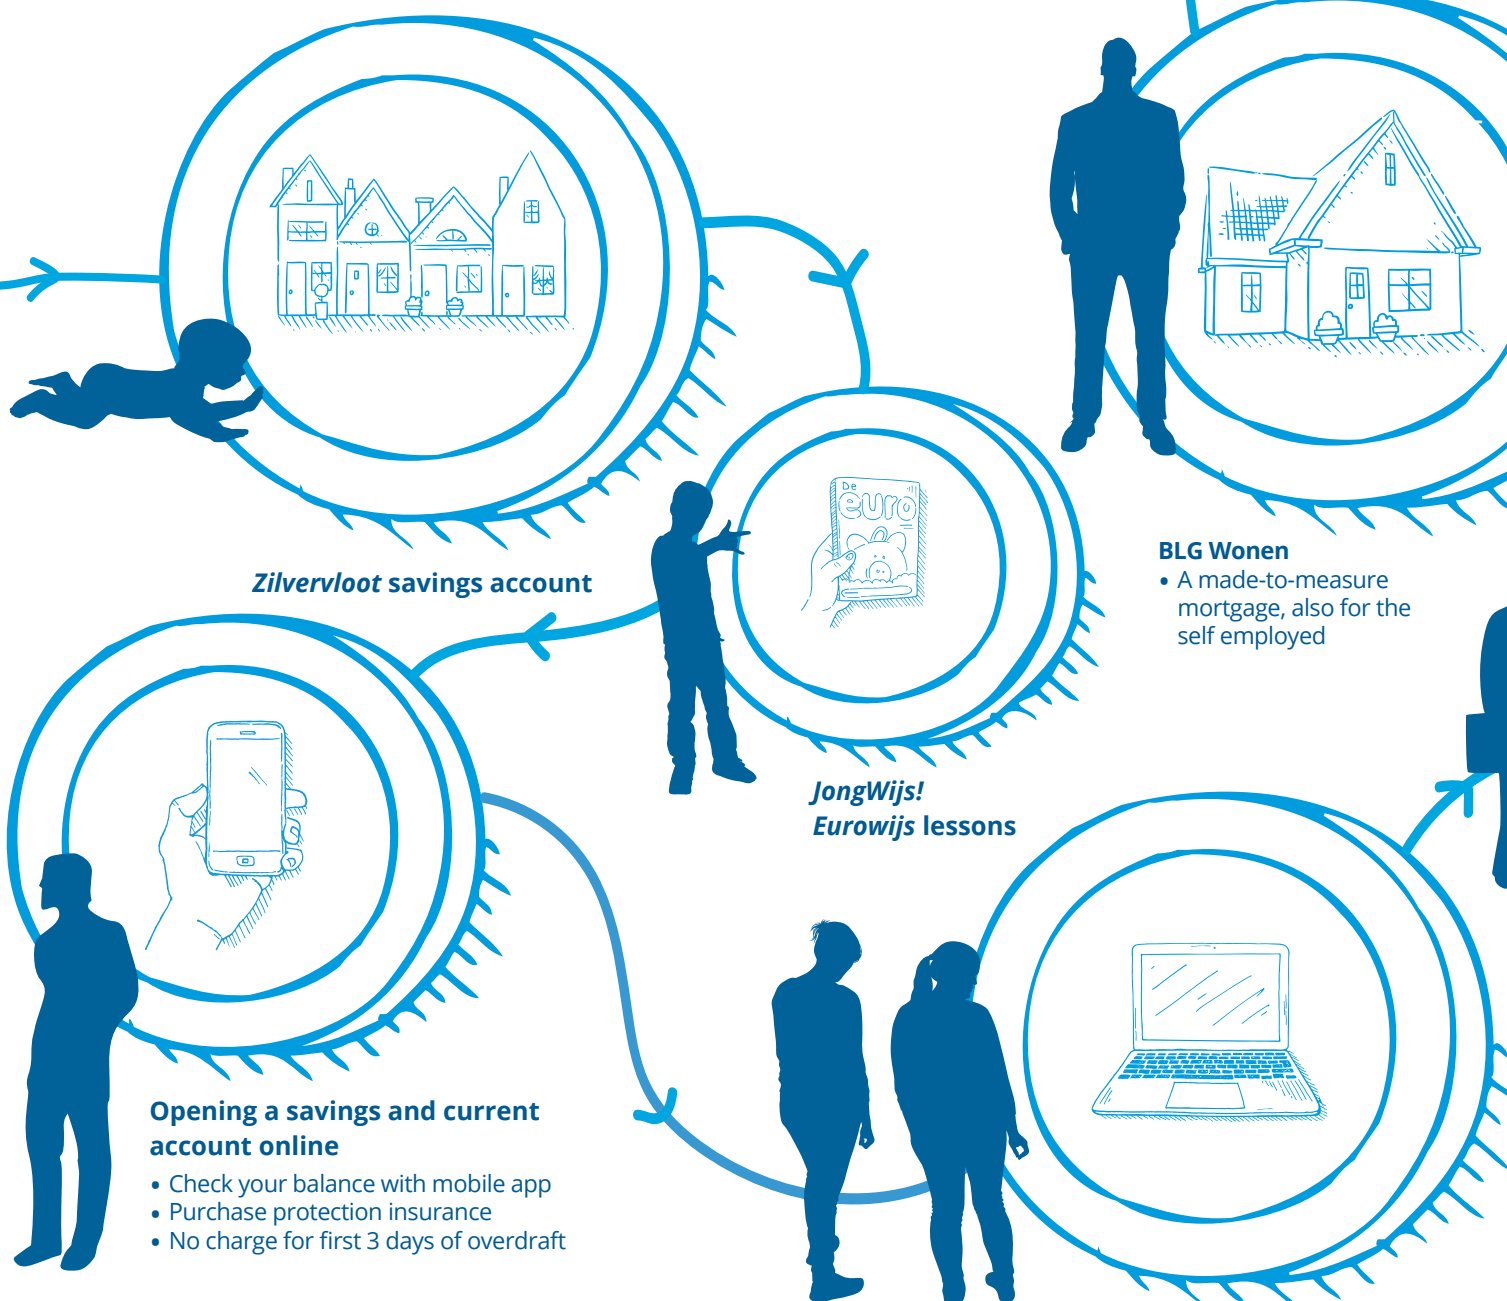 De
euro
Zilvervloot savings account
BLG Wonen
• A made-to-measure
mortgage, also for the
self employed
JongWijs!
Eurowijs lessons
Opening a savings and current
account online
• Check your balance with mobile app
• Purchase protection insurance
• No charge for first 3 days of overdraft